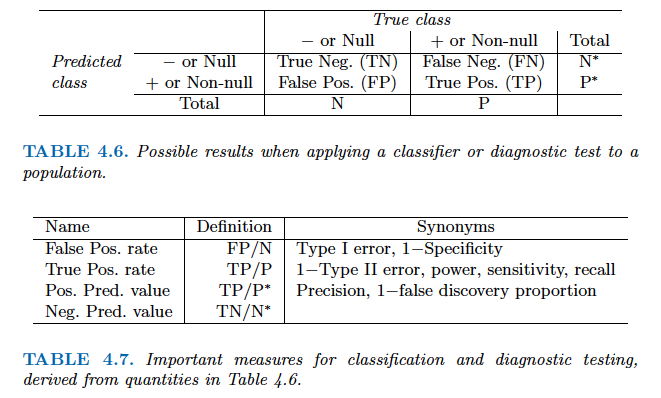 True class
− or Null + or Non-null Total
Predicted − or Null True Neg. (TN) False Neg. (FN) N*
class + or Non-null False Pos. (FP) True Pos. (TP) P*
Total N P
TABLE 4.6. Possible results when applying a classifier or diagnostic test to a
population.
Name Definition Synonyms
False Pos. rate FP/N Type I error, 1−Specificity
True Pos. rate TP/P 1−Type II error, power, sensitivity, recall
Pos. Pred. value TP/P* Precision, 1−false discovery proportion
Neg. Pred. value TN/N*
TABLE 4.7. Important measures for classification and diagnostic testing,
derived from quantities in Table 4.6.